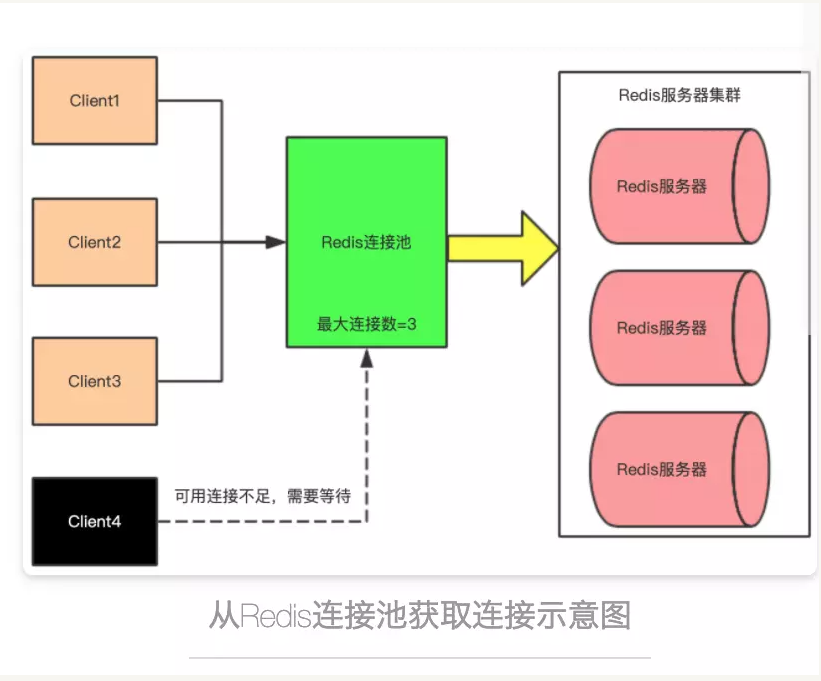 Client1
Client2
Client3
Client4
可用连接不足，需要等待
Redis连接池
最大连接数=3
Redis服务器集群
Redis服务器
Redis服务器
Redis服务器
从Redis连接池获取连接示意图